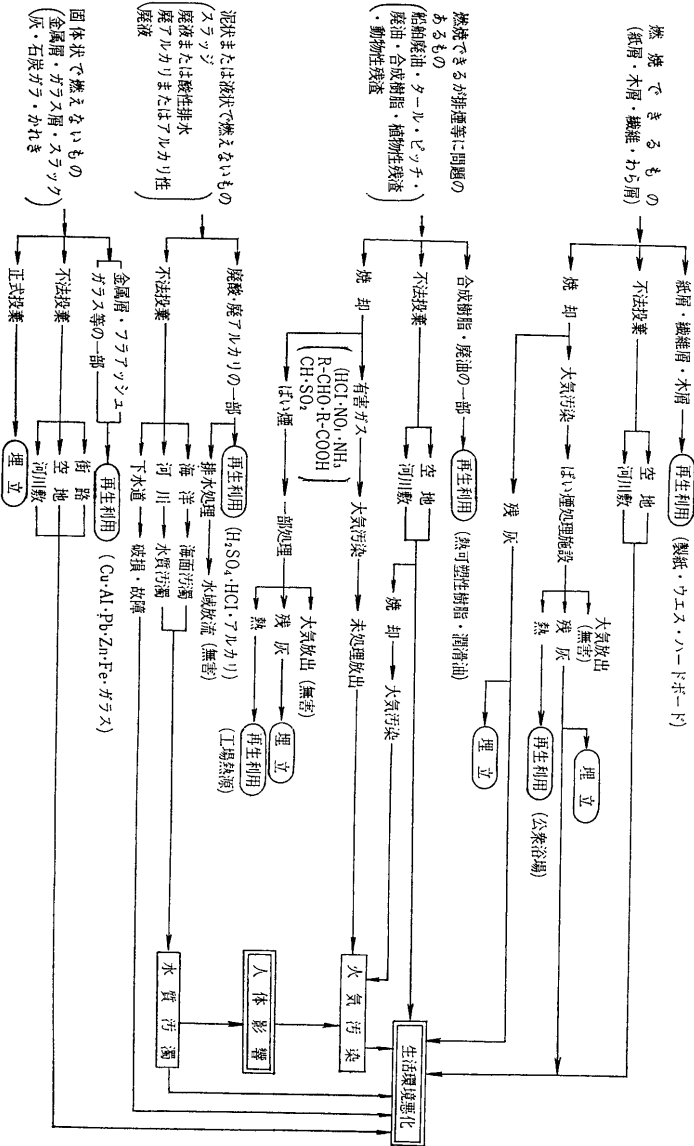 燃焼できるもの
(紙屑・木屑・繊維・わら屑)
紙屑・繊維屑・木屑
再生利用
(製紙・ウエス・ハードボード)
不法投棄
空地
河川敷
焼却
大気汚染
ばい煙処理施設
大気放出
(無害)
残灰
埋立
熱
再生利用
(公衆浴場)
残灰
埋立
燃焼できるが排煙等に問題の
あるもの
船舶廃油・タール・ピッチ・
廃油・合成樹脂・植物性残渣
・動物性残渣
合成樹脂・廃油の一部
再生利用
(熱可塑性樹脂・潤滑油)
不法投棄
空地
河川敷
焼却
大気汚染
焼却
有害ガス
(HCl・NO₁・NH₃
R-CHO・R-COOH
CH・SO₂
大気汚染
未処理放出
ばい煙
一部処理
大気放出
(無害)
残灰
埋立
熱
再生利用
(工場熱源)
泥状または液状で燃えないもの
スラッジ
廃液または酸性排水
廃アルカリまたはアルカリ性
廃液
廃酸・廃アルカリの一部
再生利用
(H₂SO₄・HCl・アルカリ)
排水処理
水域放流
(無害)
不法投棄
海洋
海面汚濁
河川
水質汚濁
下水道
破損・故障
固体状で燃えないもの
(金属屑・ガラス屑・スラック
灰・石炭ガラ・かれき)
金属屑・フラアッシュ
ガラス等の一部
再生利用
(Cu・Al・Pb・Zn・Fe・ガラス)
不法投棄
街路
空地
河川敷
正式投棄
埋立
生活環境悪化
火気汚染
人体影響
水質汚濁